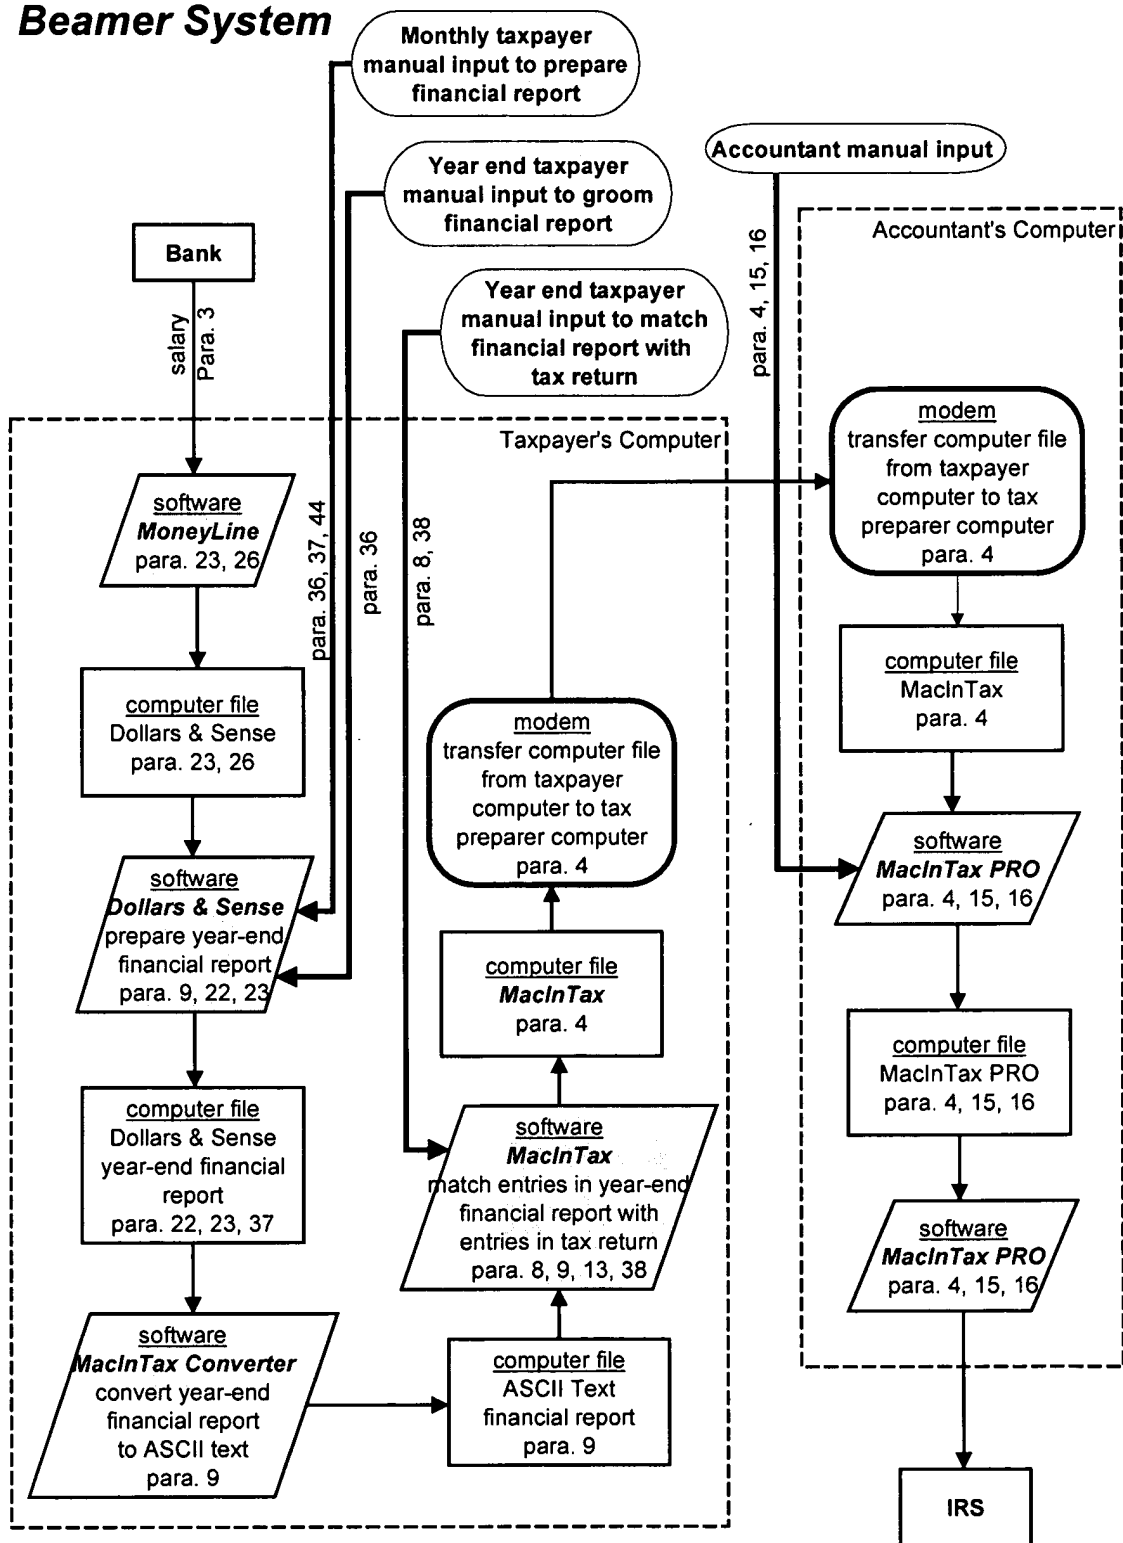 Beamer System
Monthly taxpayer
manual input to prepare
financial report
Year end taxpayer
manual input to groom
financial report
Year end taxpayer
manual input to match
financial report with
tax return
Accountant manual input
Bank
salary
Para. 3
para. 36, 37, 44
para. 36
para. 8, 38
para. 4, 15, 16
Taxpayer's Computer
software
MoneyLine
para. 23, 26
computer file
Dollars & Sense
para. 23, 26
software
Dollars & Sense
prepare year-end
financial report
para. 9, 22, 23
computer file
Dollars & Sense
year-end financial
report
para. 22, 23, 37
software
MacInTax Converter
convert year-end
financial report
to ASCII text
para. 9
computer file
ASCII Text
financial report
para. 9
software
MacInTax
match entries in year-end
financial report with
entries in tax return
para. 8, 9, 13, 38
computer file
MacInTax
para. 4
modem
transfer computer file
from taxpayer
computer to tax
preparer computer
para. 4
Accountant's Computer
modem
transfer computer file
from taxpayer
computer to tax
preparer computer
para. 4
computer file
MacInTax
para. 4
software
MacInTax PRO
para. 4, 15, 16
computer file
MacInTax PRO
para. 4, 15, 16
software
MacInTax PRO
para. 4, 15, 16
IRS